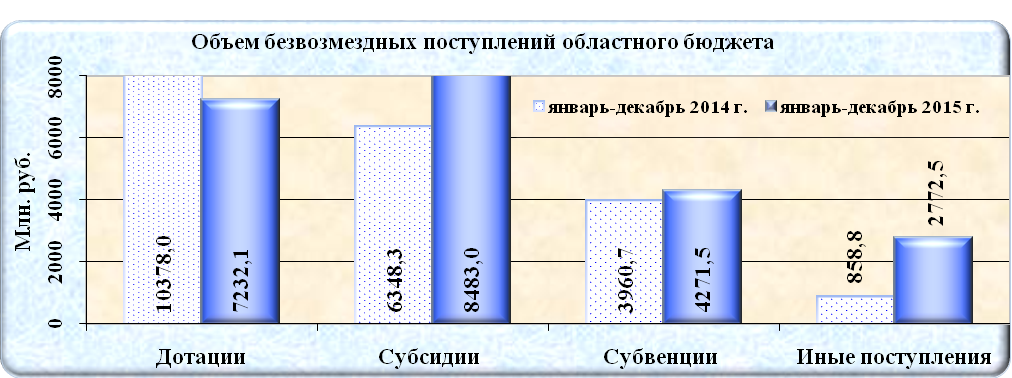 Объем безвозмездных поступлений областного бюджета
январь-декабрь 2014 г.
январь-декабрь 2015 г.
Млн. руб.
8000
6000
4000
2000
0
10378,0
7232,1
6348,3
8483,0
3960,7
4271,5
858,8
2772,5
Дотации
Субсидии
Субвенции
Иные поступления